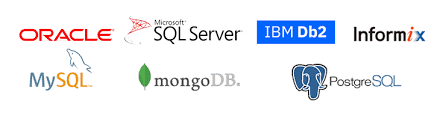 ORACLE
Microsoft
SQL Server
IBM Db2
Informix
MySQL
mongoDB.
PostgreSQL